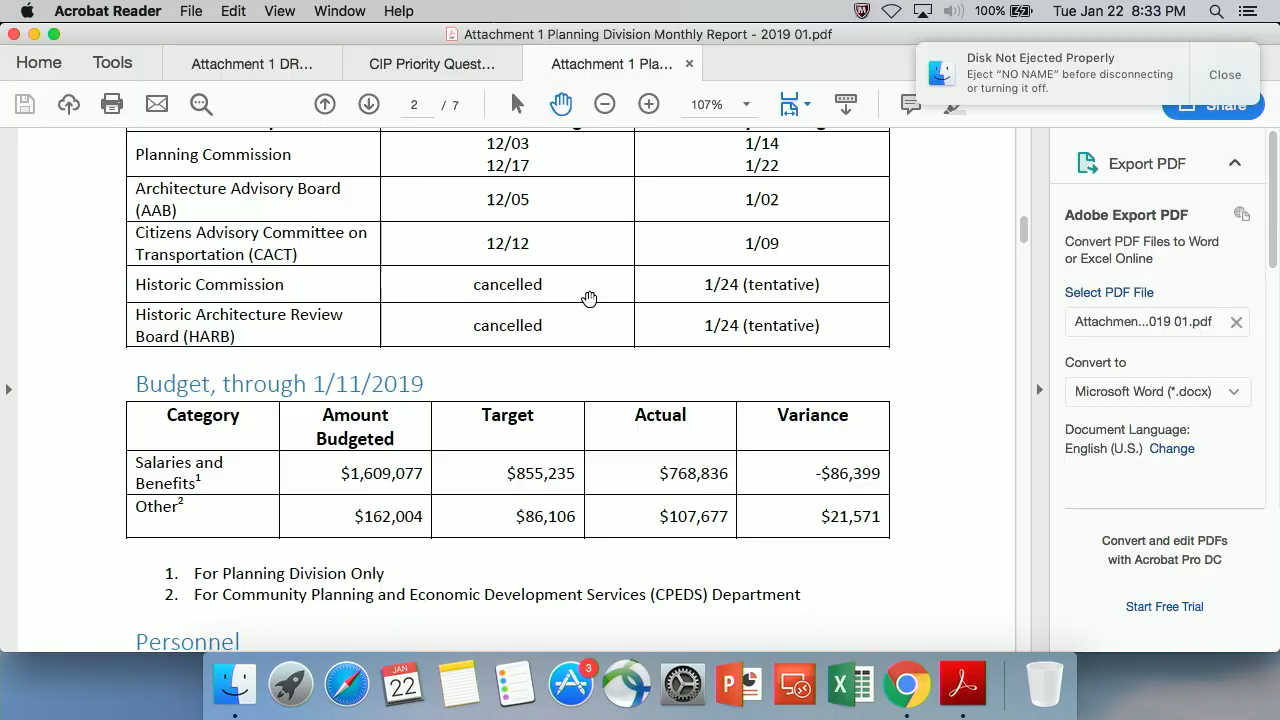 Acrobat Reader File Edit View Window Help 100% Tue Jan 22 8:33 PM
Attachment 1 Planning Division Monthly Report - 2019 01.pdf
Home Tools Attachment 1 DR... CIP Priority Quest... Attachment 1 Pla... ×
Disk Not Ejected Properly
Eject "NO NAME" before disconnecting
or turning it off.
Close
2 / 7 107% Share
Planning Commission 12/03 1/14
12/17 1/22
Architecture Advisory Board
(AAB) 12/05 1/02
Citizens Advisory Committee on
Transportation (CACT) 12/12 1/09
Historic Commission cancelled 1/24 (tentative)
Historic Architecture Review
Board (HARB) cancelled 1/24 (tentative)
Budget, through 1/11/2019
Category Amount Target Actual Variance
Budgeted
Salaries and
Benefits1 $1,609,077 $855,235 $768,836 -$86,399
Other2 $162,004 $86,106 $107,677 $21,571
1. For Planning Division Only
2. For Community Planning and Economic Development Services (CPEDS) Department
Personnel
Export PDF
Adobe Export PDF
Convert PDF Files to Word
or Excel Online
Select PDF File
Attachmen...019 01.pdf
Convert to
Microsoft Word (*.docx)
Document Language:
English (U.S.) Change
Convert and edit PDFs
with Acrobat Pro DC
Start Free Trial
JAN
22
3